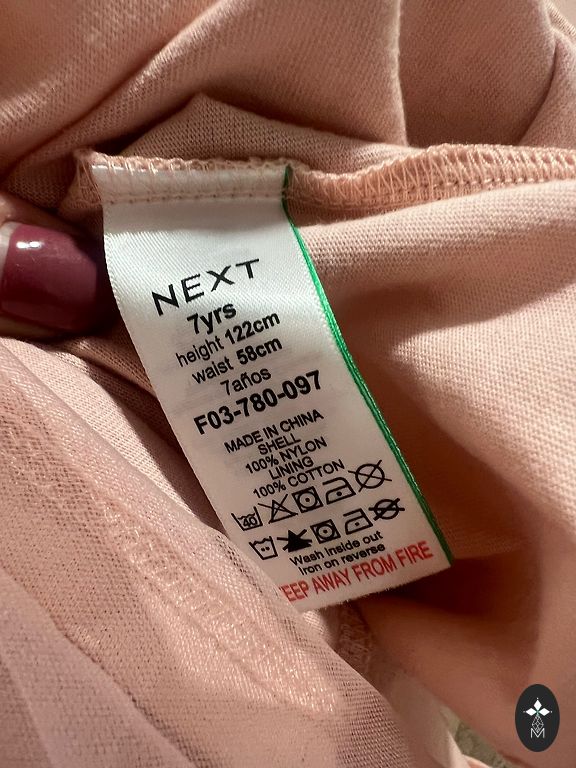 NEXT
7yrs
height 122cm
waist 58cm
7años
F03-780-097
MADE IN CHINA
SHELL
100% NYLON
LINING
100% COTTON
40
Wash inside out
iron on reverse
EEP AWAY FROM FIRE
M